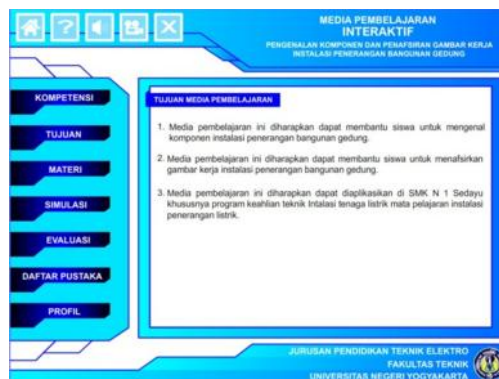 MEDIA PEMBELAJARAN
INTERAKTIF
PENGENALAN KOMPONEN DAN PENAFSIRAN GAMBAR KERJA
INSTALASI PENERANGAN BANGUNAN GEDUNG
KOMPETENSI
TUJUAN
MATERI
SIMULASI
EVALUASI
DAFTAR PUSTAKA
PROFIL
TUJUAN MEDIA PEMBELAJARAN
1. Media pembelajaran ini diharapkan dapat membantu siswa untuk mengenal
komponen instalasi penerangan bangunan gedung.
2. Media pembelajaran ini diharapkan dapat membantu siswa untuk menafsirkan
gambar kerja instalasi penerangan bangunan gedung.
3. Media pembelajaran ini diharapkan dapat diaplikasikan di SMK N 1 Sedayu
khususnya program keahlian teknik Intalasi tenaga listrik mata pelajaran instalasi
penerangan listrik.
JURUSAN PENDIDIKAN TEKNIK ELEKTRO
FAKULTAS TEKNIK
UNIVERSITAS NEGERI YOGYAKARTA